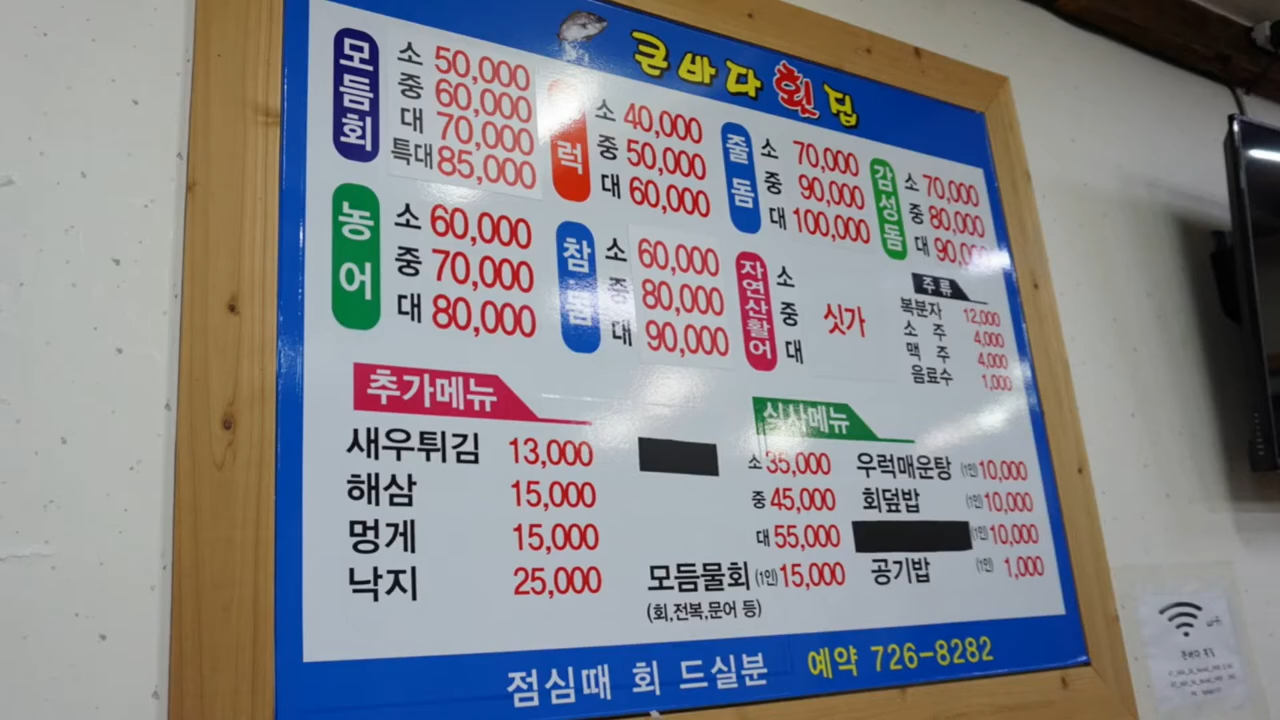 큰바다횟집
모듬회
소 50,000
중 60,000
대 70,000
특대 85,000
럭
소 40,000
중 50,000
대 60,000
줄돔
소 70,000
중 90,000
대 100,000
감성돔
소 70,000
중 80,000
대 90,000
농어
소 60,000
중 70,000
대 80,000
참돔
소 60,000
중 80,000
대 90,000
자연산활어
소
중
대
싯가
주류
복분자 12,000
소주 4,000
맥주 4,000
음료수 1,000
추가메뉴
새우튀김 13,000
해삼 15,000
멍게 15,000
낙지 25,000
식사메뉴
소 35,000
중 45,000
대 55,000
모듬물회 (1인) 15,000
(회,전복,문어 등)
우럭매운탕 (1인) 10,000
회덮밥 (1인) 10,000
(1인) 10,000
공기밥 (1인) 1,000
점심때 회 드실분 예약 726-8282